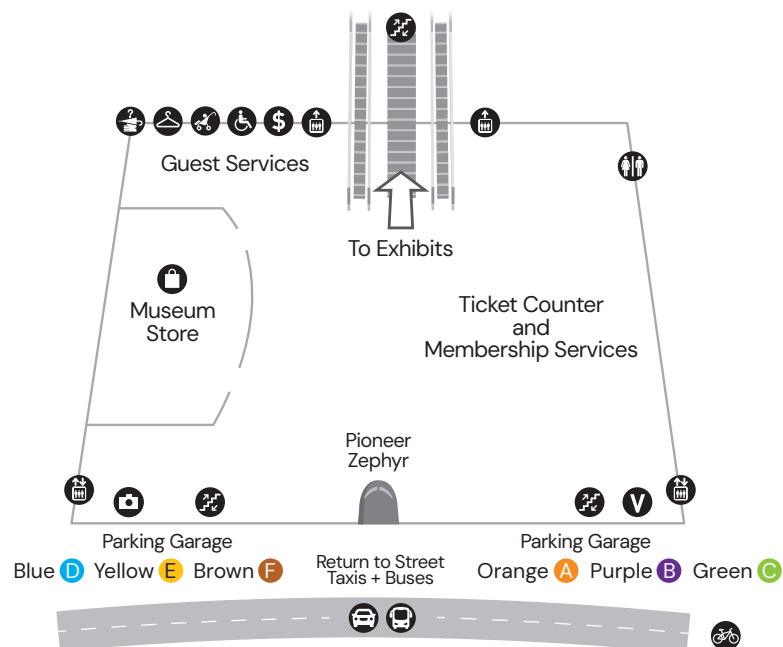 ?
$
Guest Services
To Exhibits
Museum
Store
Ticket Counter
and
Membership Services
Pioneer
Zephyr
V
Parking Garage
Blue D Yellow E Brown F
Return to Street
Taxis + Buses
Parking Garage
Orange A Purple B Green C